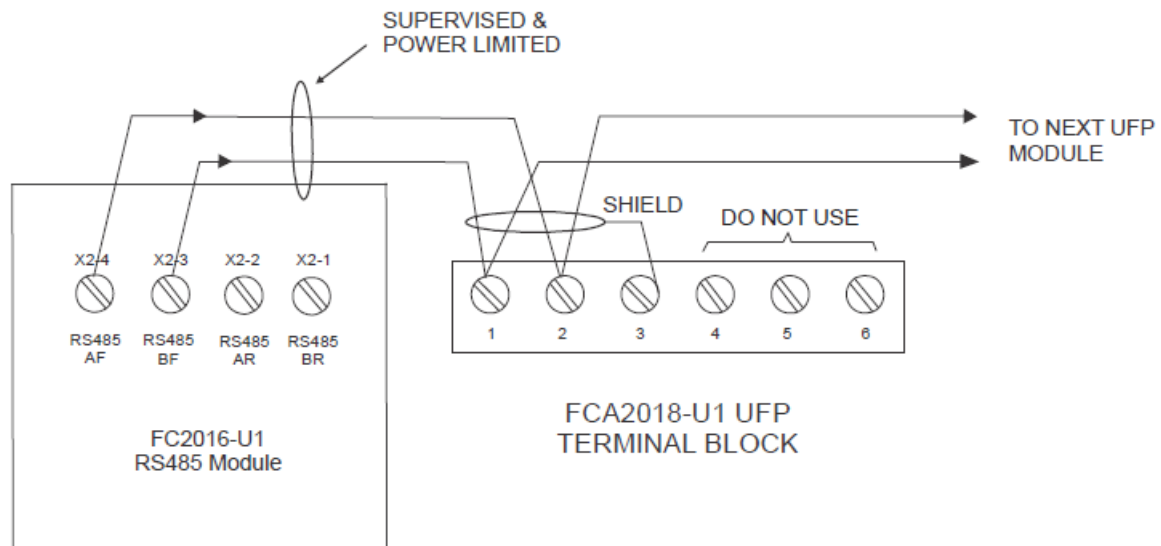 SUPERVISED &
POWER LIMITED
TO NEXT UFP
MODULE
SHIELD
DO NOT USE
X2-4 X2-3 X2-2 X2-1
RS485 RS485 RS485 RS485
AF BF AR BR
1 2 3 4 5 6
FC2016-U1
RS485 Module
FCA2018-U1 UFP
TERMINAL BLOCK